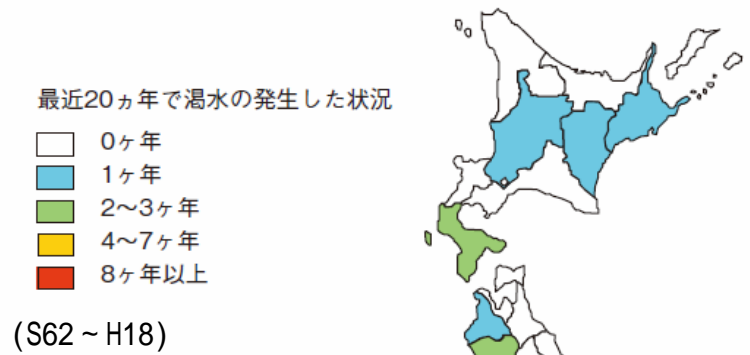 最近20ヵ年で渇水の発生した状況
0ヶ年
1ヶ年
2〜3ヶ年
4〜7ヶ年
8ヶ年以上
(S62 ~ H18)